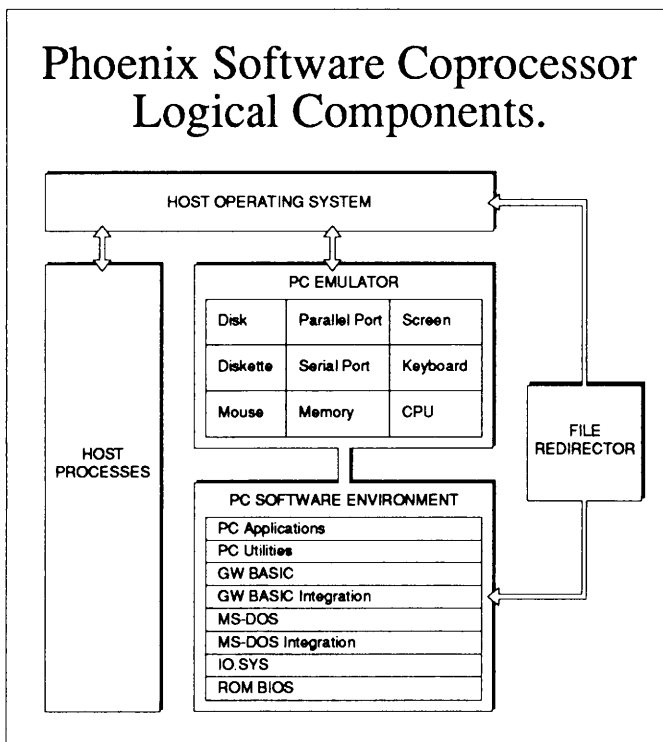 Phoenix Software Coprocessor
Logical Components.
HOST OPERATING SYSTEM
PC EMULATOR
Disk
Parallel Port
Screen
Diskette
Serial Port
Keyboard
Mouse
Memory
CPU
HOST
PROCESSES
FILE
REDIRECTOR
PC SOFTWARE ENVIRONMENT
PC Applications
PC Utilities
GW BASIC
GW BASIC Integration
MS-DOS
MS-DOS Integration
IO.SYS
ROM BIOS